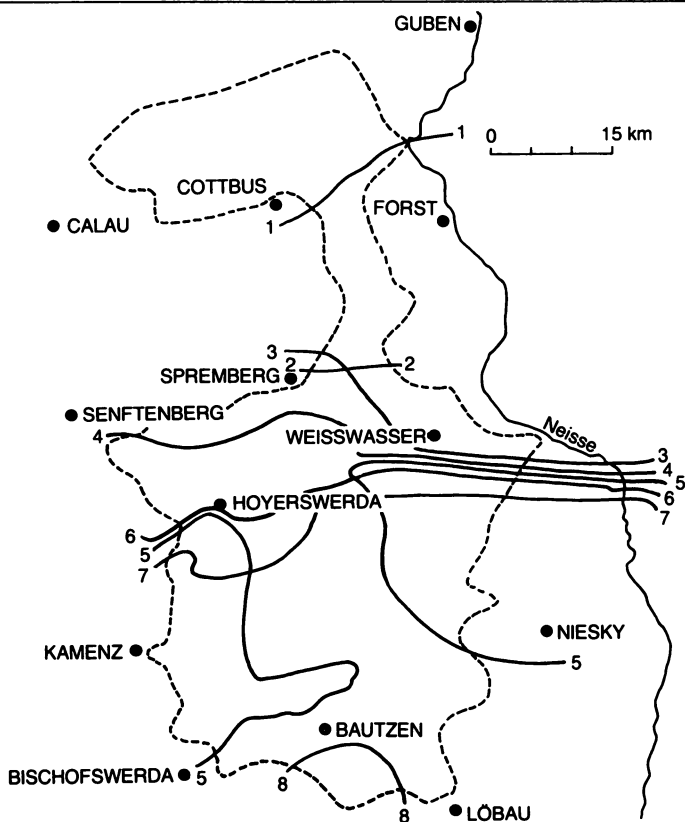 GUBEN
1
0 15 km
COTTBUS
FORST
CALAU
1
3
2 2
SPREMBERG
SENFTENBERG
4
WEISSWASSER
Neisse
3
4
5
HOYERSWERDA
6
7
6
5
7
NIESKY
KAMENZ
5
BAUTZEN
BISCHOFSWERDA
5
8
8
LÖBAU